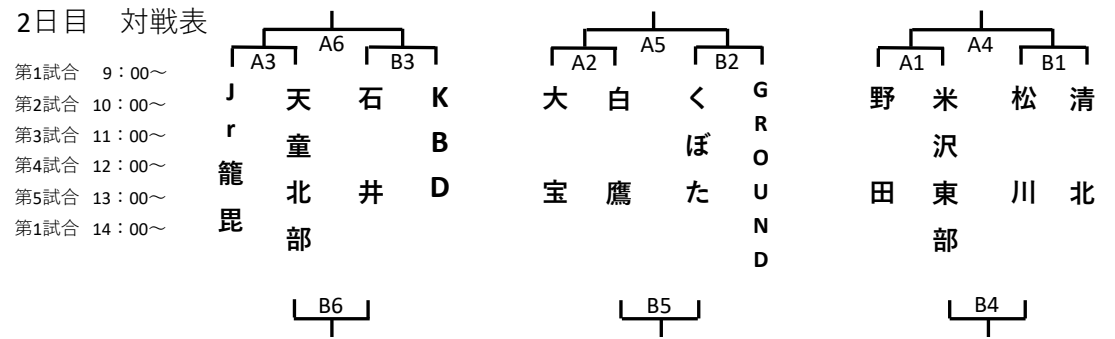 2日目　対戦表
第1試合　9：00～
第2試合　10：00～
第3試合　11：00～
第4試合　12：00～
第5試合　13：00～
第1試合　14：00～
A6
A3
B3
Jr籠毘
天童北部
石井
KBD
B6
A5
A2
B2
大宝
白鷹
くぼた
GROUND
B5
A4
A1
B1
野田
米沢東部
松川
清北
B4